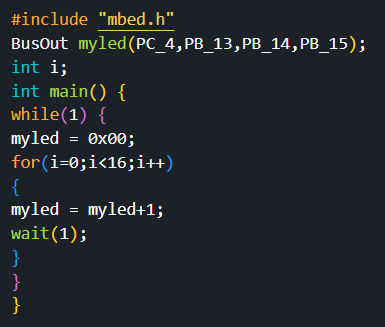 #include "mbed.h"
BusOut myled(PC_4,PB_13,PB_14,PB_15);
int i;
int main() {
while(1) {
myled = 0x00;
for(i=0;i<16;i++)
{
myled = myled+1;
wait(1);
}
}
}